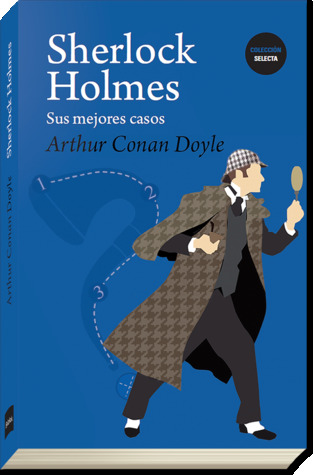 Sherlock
Holmes
Sus mejores casos
Arthur Conan Doyle
COLECCIÓN
SELECTA
1
2
3
Sherlock Holmes
Arthur Conan Doyle